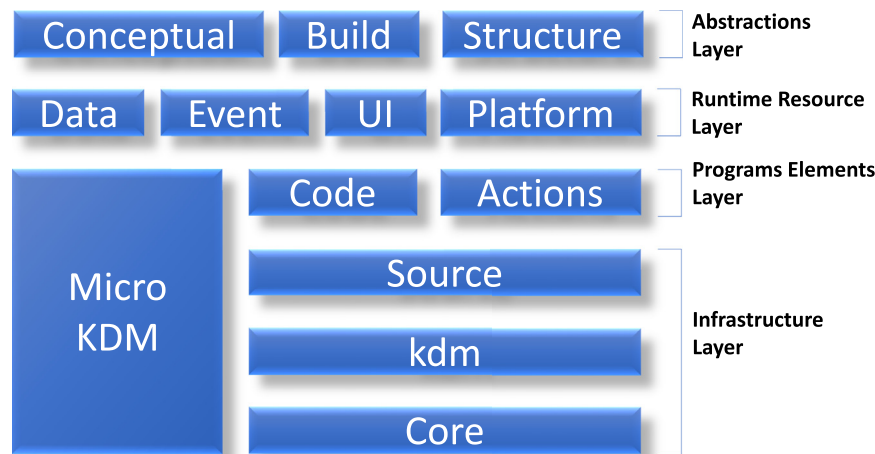 Conceptual Build Structure
Abstractions
Layer
Data Event UI Platform
Runtime Resource
Layer
Code Actions
Programs Elements
Layer
Micro
KDM
Source
kdm
Core
Infrastructure
Layer